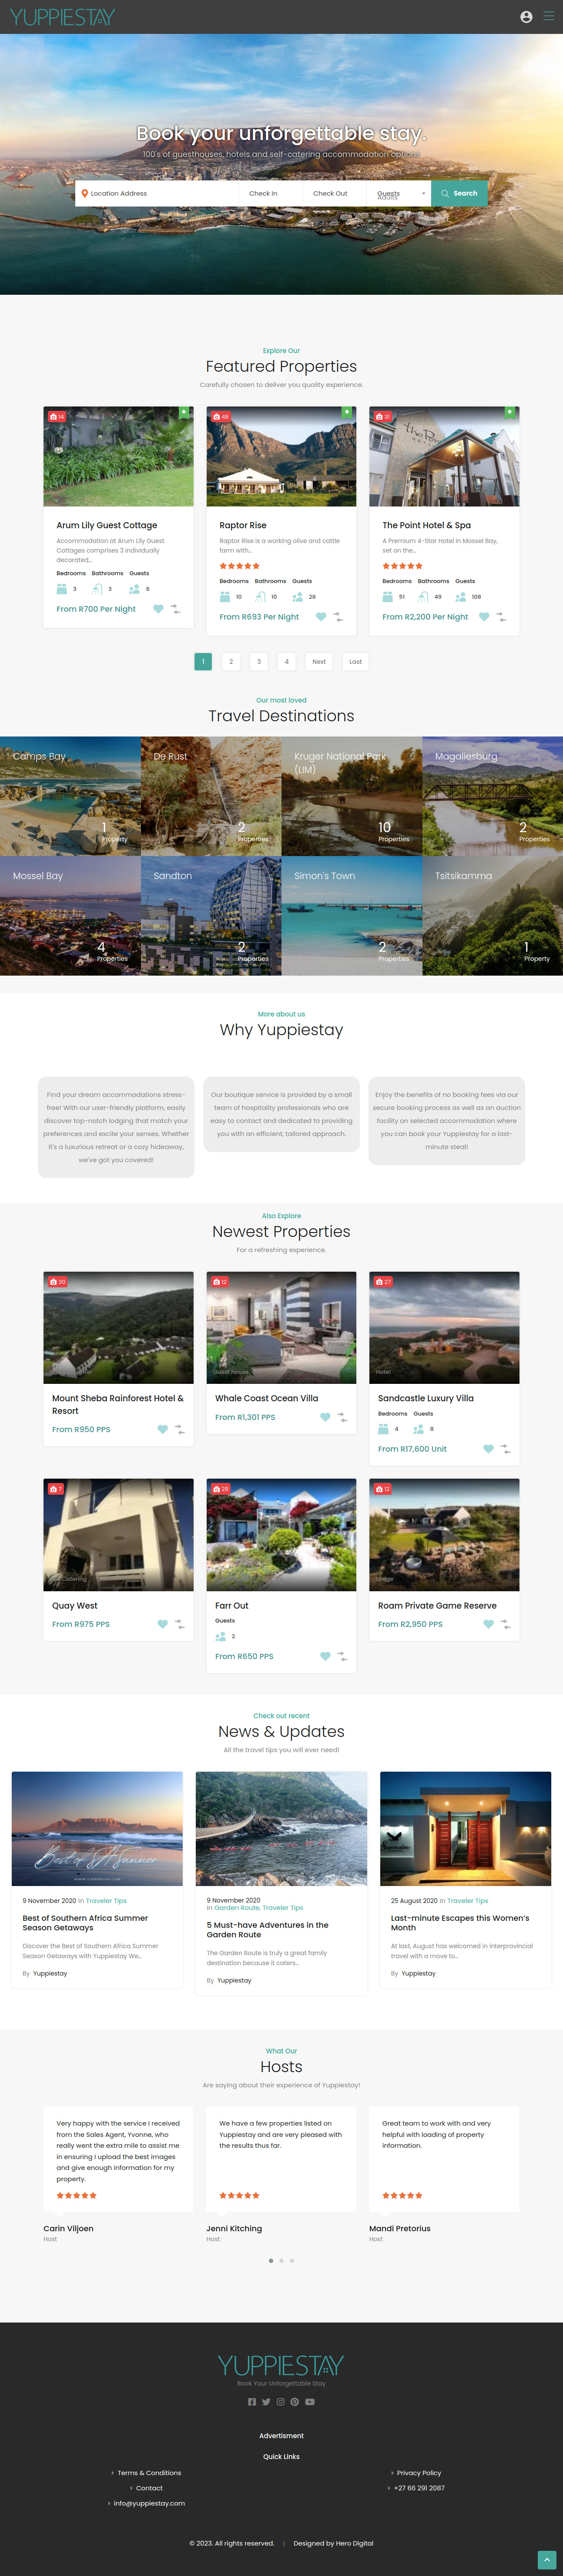 YUPPIESTAY
Book your unforgettable stay.
100's of guesthouses, hotels and self-catering accommodation options.
Location Address
Check In
Check Out
Guests
Adults
Search
Explore Our
Featured Properties
Carefully chosen to deliver you quality experience.
14
Arum Lily Guest Cottage
Accommodation at Arum Lily Guest
Cottages comprises 3 individually
decorated...
Bedrooms Bathrooms Guests
3 3 6
From R700 Per Night
Raptor Rise
Raptor Rise is a working olive and cattle
farm with...
Bedrooms Bathrooms Guests
10 10 28
From R693 Per Night
31
The Point Hotel & Spa
A Premium 4-Star Hotel in Mossel Bay,
set on the...
Bedrooms Bathrooms Guests
51 49 108
From R2,200 Per Night
1 2 3 4 Next Last
Our most loved
Travel Destinations
Camps Bay
1
Property
De Rust
2
Properties
Kruger National Park
(LIM)
10
Properties
Magaliesburg
2
Properties
Mossel Bay
4
Properties
Sandton
2
Properties
Simon's Town
2
Properties
Tsitsikamma
1
Property
More about us
Why Yuppiestay
Find your dream accommodations stress-
free! With our user-friendly platform, easily
discover top-notch lodging that match your
preferences and excite your senses. Whether
it's a luxurious retreat or a cozy hideaway,
we've got you covered!
Our boutique service is provided by a small
team of hospitality professionals who are
easy to contact and dedicated to providing
you with an efficient, tailored approach.
Enjoy the benefits of no booking fees via our
secure booking process as well as an auction
facility on selected accommodation where
you can book your Yuppiestay for a last-
minute steal!
Also Explore
Newest Properties
For a refreshing experience.
30
Mount Sheba Rainforest Hotel &
Resort
From R950 PPS
12
Guest House
Whale Coast Ocean Villa
From R1,301 PPS
27
Hotel
Sandcastle Luxury Villa
Bedrooms Guests
4 8
From R17,600 Unit
7
Catering
Quay West
From R975 PPS
28
Farr Out
Guests
2
From R650 PPS
12
Lodge
Roam Private Game Reserve
From R2,950 PPS
Check out recent
News & Updates
All the travel tips you will ever need!
Best of Summer
WWW.YUPPIESTAY.COM
9 November 2020 In Traveler Tips
Best of Southern Africa Summer
Season Getaways
Discover the Best of Southern Africa Summer
Season Getaways with Yuppiestay We...
By Yuppiestay
9 November 2020
In Garden Route, Traveler Tips
5 Must-have Adventures in the
Garden Route
The Garden Route is truly a great family
destination because it caters...
By Yuppiestay
25 August 2020 In Traveler Tips
Last-minute Escapes this Women's
Month
At last, August has welcomed in interprovincial
travel with a move to...
By Yuppiestay
What Our
Hosts
Are saying about their experience of Yuppiestay!
Very happy with the service I received
from the Sales Agent, Yvonne, who
really went the extra mile to assist me
in ensuring I upload the best images
and give enough information for my
property.
Carin Viljoen
Host
We have a few properties listed on
Yuppiestay and are very pleased with
the results thus far.
Jenni Kitching
Host
Great team to work with and very
helpful with loading of property
information.
Mandi Pretorius
Host
YUPPIESTAY
Book Your Unforgettable Stay
Advertisment
Quick Links
Terms & Conditions
Privacy Policy
Contact
+27 66 291 2087
info@yuppiestay.com
© 2023. All rights reserved. | Designed by Hero Digital